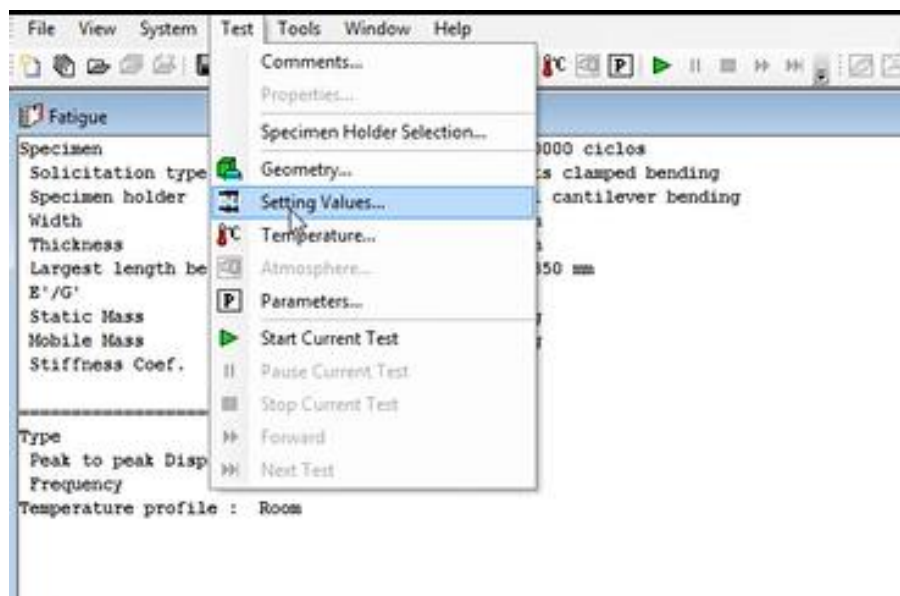 File View System Test Tools Window Help
Comments...
Properties...
Specimen Holder Selection...
Geometry...
Setting Values...
Temperature...
Atmosphere...
Parameters...
Start Current Test
Pause Current Test
Stop Current Test
Forward
Next Test
°C P
Fatigue
Specimen 0000 ciclos
Solicitation type is clamped bending
Specimen holder cantilever bending
Width
Thickness
Largest length be 350 mm
E'/G'
Static Mass
Mobile Mass
Stiffness Coef.
Type
Peak to peak Disp
Frequency
Temperature profile : Room